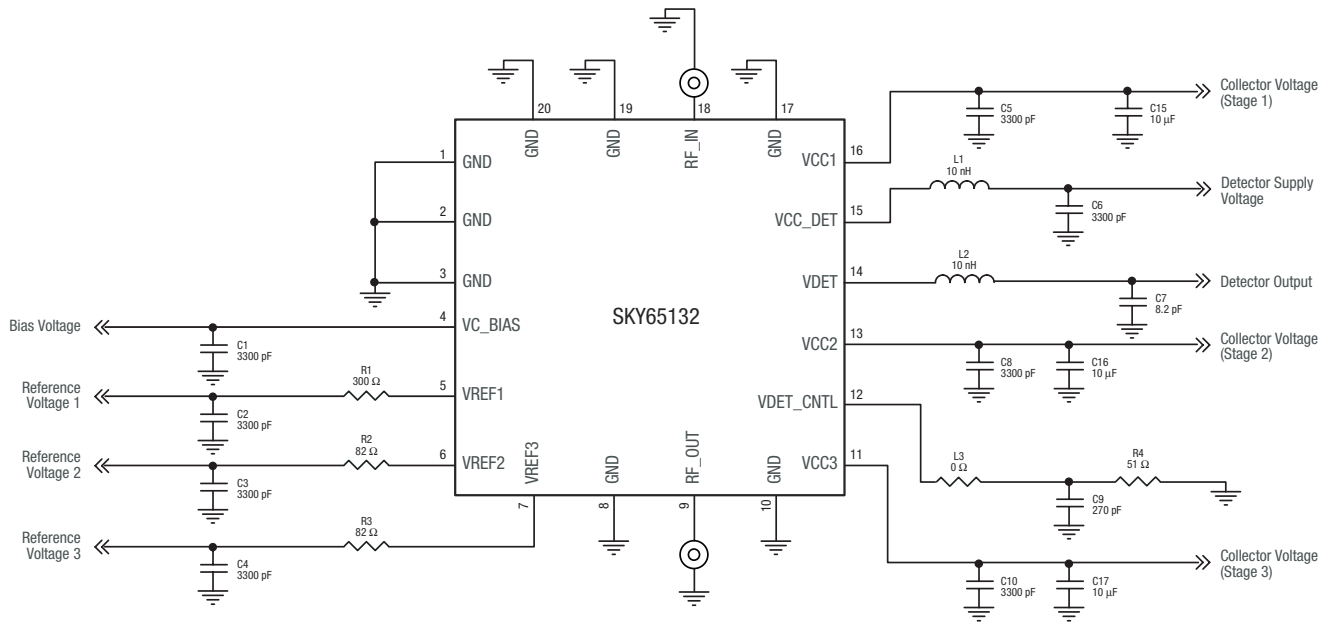 20
19
18
17
GND
GND
RF_IN
GND
1
GND
2
GND
3
GND
4
VC_BIAS
5
VREF1
6
VREF2
7
VREF3
8
GND
9
RF_OUT
10
GND
SKY65132
16
VCC1
15
VCC_DET
14
VDET
13
VCC2
12
VDET_CNTL
11
VCC3
Bias Voltage
C1
3300 pF
Reference
Voltage 1
R1
300 Ω
C2
3300 pF
Reference
Voltage 2
R2
82 Ω
C3
3300 pF
Reference
Voltage 3
R3
82 Ω
C4
3300 pF
C5
3300 pF
C15
10 μF
Collector Voltage
(Stage 1)
L1
10 nH
C6
3300 pF
Detector Supply
Voltage
L2
10 nH
C7
8.2 pF
Detector Output
C8
3300 pF
C16
10 μF
Collector Voltage
(Stage 2)
L3
0 Ω
C9
270 pF
R4
51 Ω
C10
3300 pF
C17
10 μF
Collector Voltage
(Stage 3)